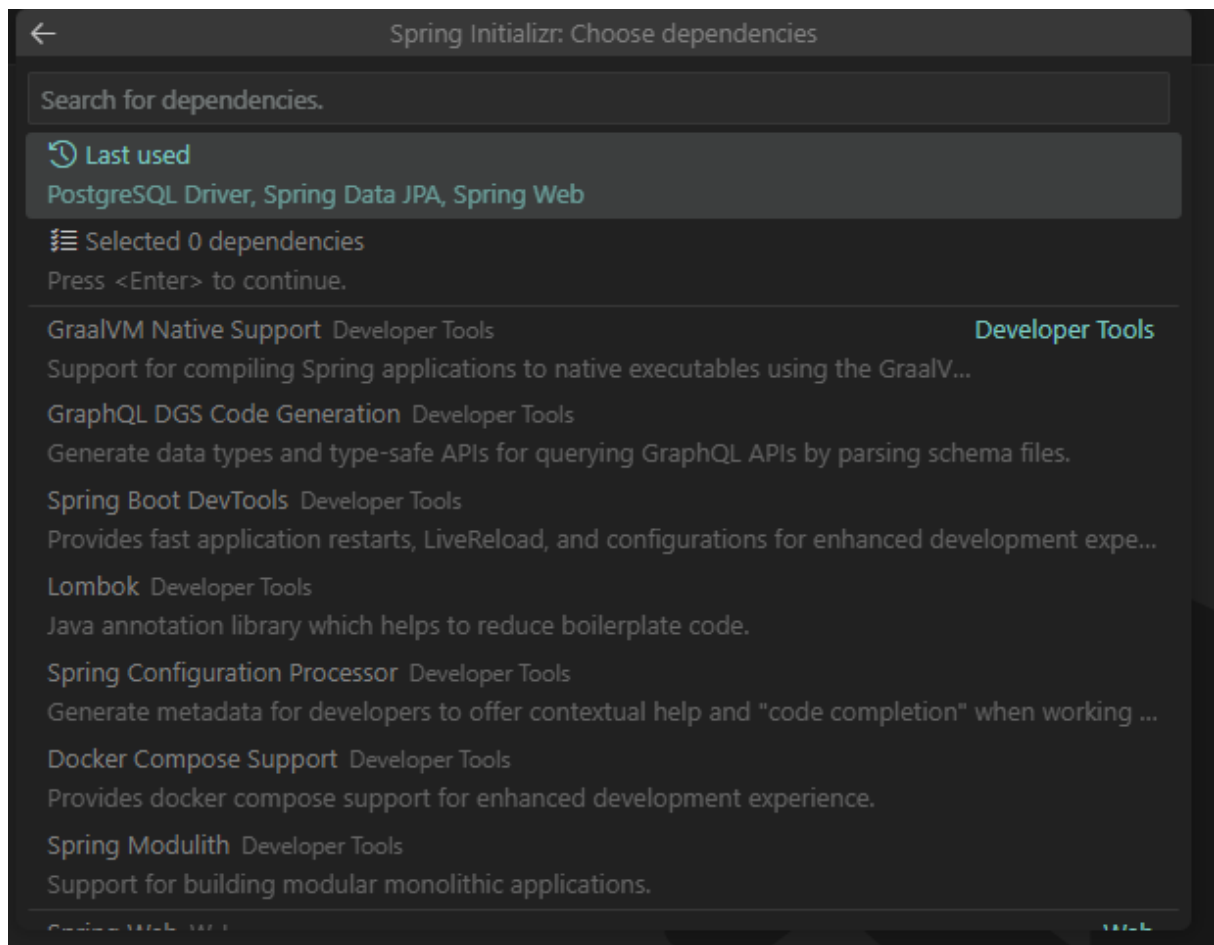 Spring Initializr: Choose dependencies
Search for dependencies.
Last used
PostgreSQL Driver, Spring Data JPA, Spring Web
Selected 0 dependencies
Press <Enter> to continue.
GraalVM Native Support Developer Tools Developer Tools
Support for compiling Spring applications to native executables using the GraalV...
GraphQL DGS Code Generation Developer Tools
Generate data types and type-safe APIs for querying GraphQL APIs by parsing schema files.
Spring Boot DevTools Developer Tools
Provides fast application restarts, LiveReload, and configurations for enhanced development expe...
Lombok Developer Tools
Java annotation library which helps to reduce boilerplate code.
Spring Configuration Processor Developer Tools
Generate metadata for developers to offer contextual help and "code completion" when working ...
Docker Compose Support Developer Tools
Provides docker compose support for enhanced development experience.
Spring Modulith Developer Tools
Support for building modular monolithic applications.
Spring Web Web Web